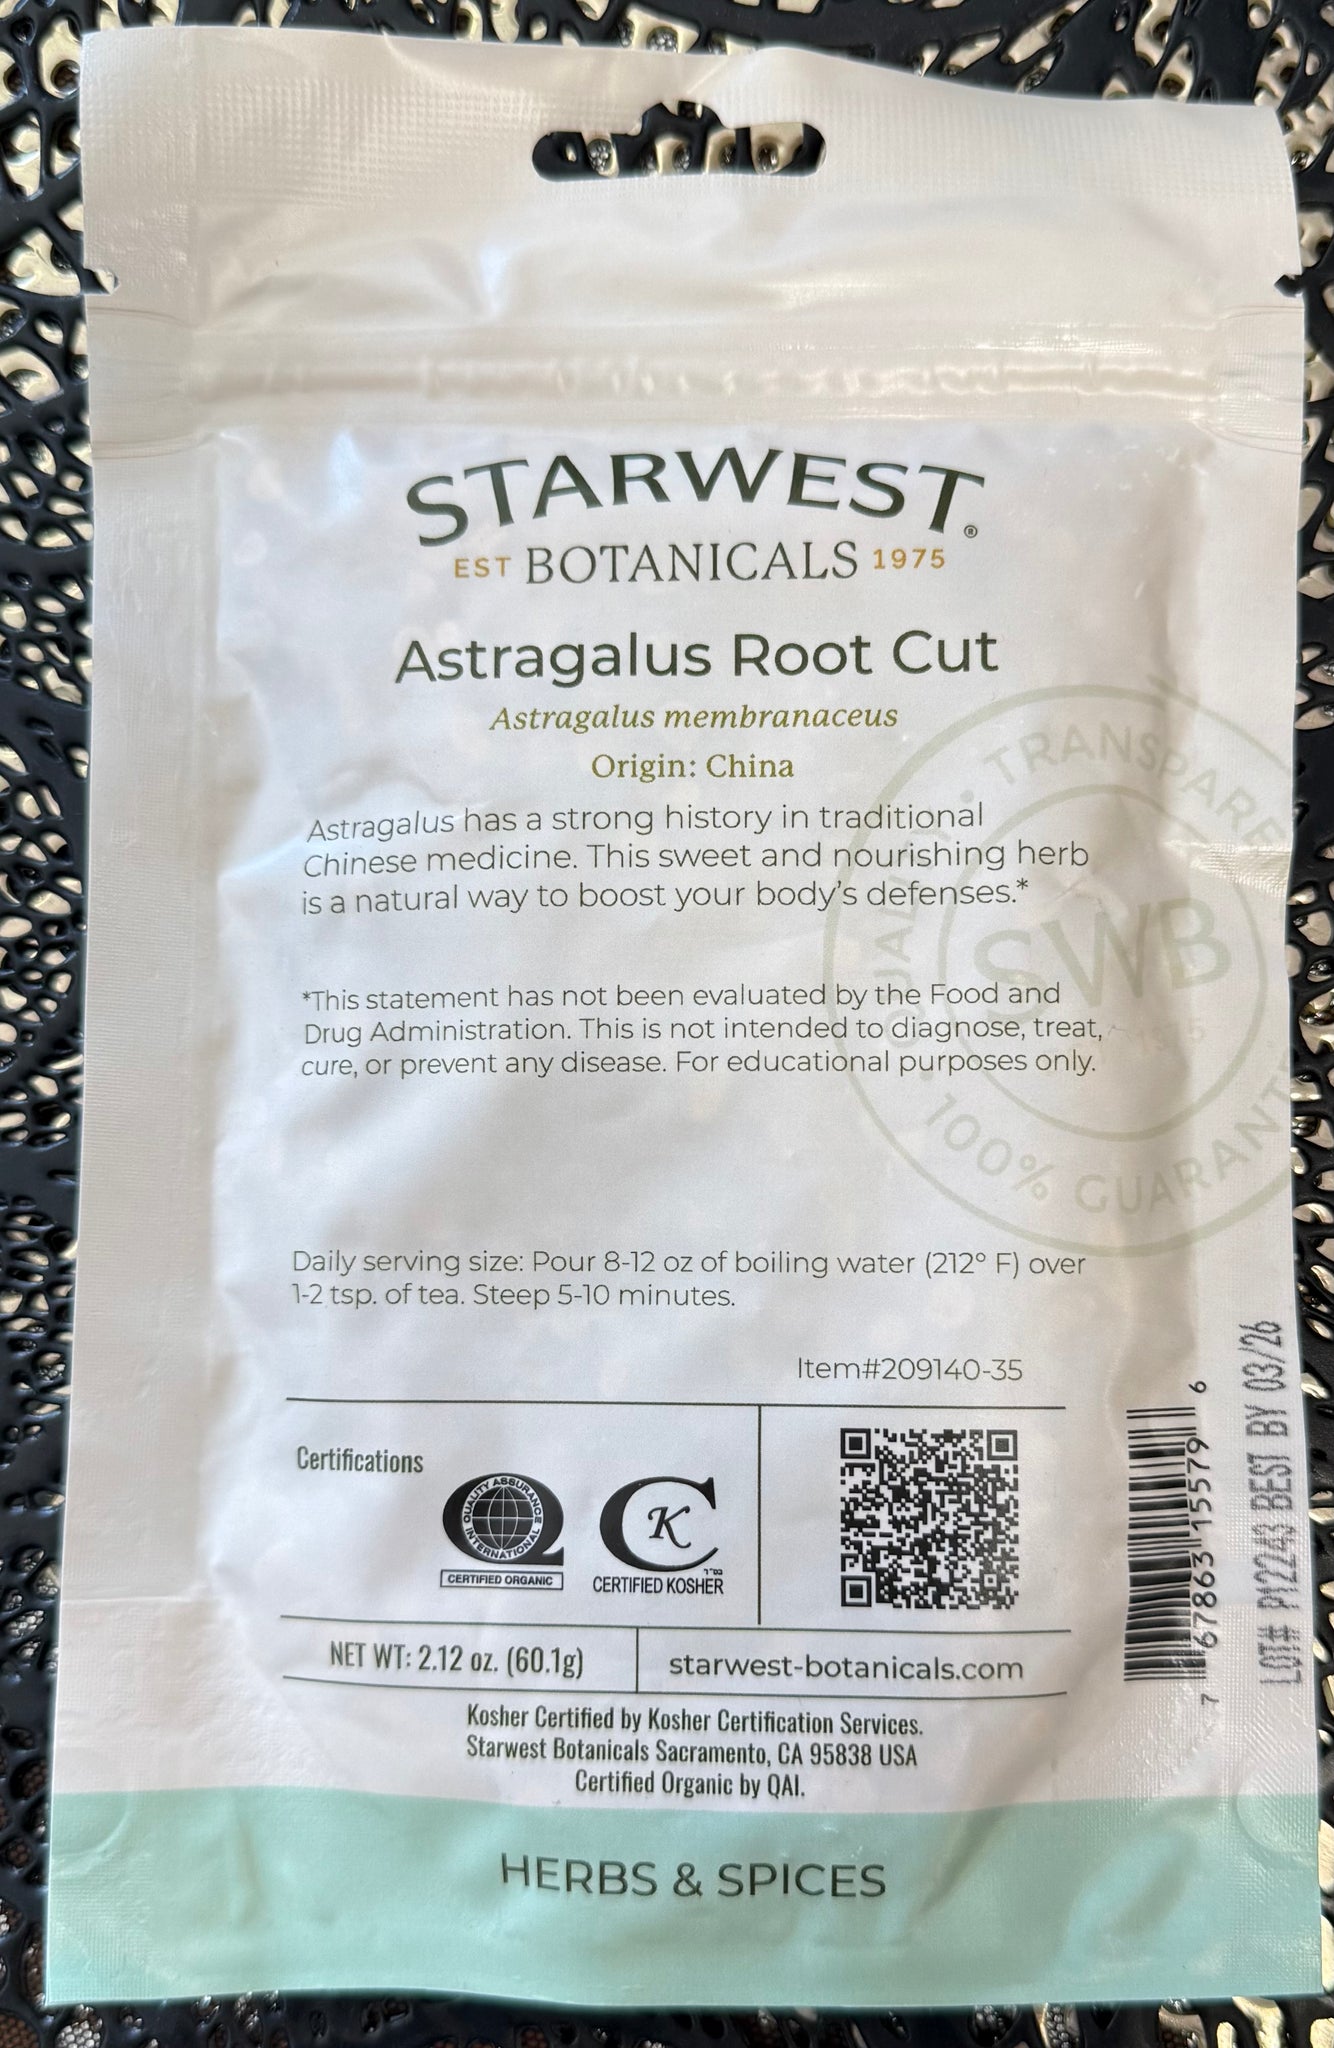 STARWEST®
EST BOTANICALS 1975
Astragalus Root Cut
Astragalus membranaceus
Origin: China
Astragalus has a strong history in traditional
Chinese medicine. This sweet and nourishing herb
is a natural way to boost your body's defenses.*
*This statement has not been evaluated by the Food and
Drug Administration. This is not intended to diagnose, treat,
cure, or prevent any disease. For educational purposes only.
QUALITY • TRANSPARE
SWB
100% GUARANT
Daily serving size: Pour 8-12 oz of boiling water (212° F) over
1-2 tsp. of tea. Steep 5-10 minutes.
Item#209140-35
Certifications
QUALITY ASSURANCE
INTERNATIONAL
CERTIFIED ORGANIC
K
CERTIFIED KOSHER
7 67863 15579 6
LOT# P12243 BEST BY 03/26
NET WT: 2.12 oz. (60.1g)
starwest-botanicals.com
Kosher Certified by Kosher Certification Services.
Starwest Botanicals Sacramento, CA 95838 USA
Certified Organic by QAI.
HERBS & SPICES